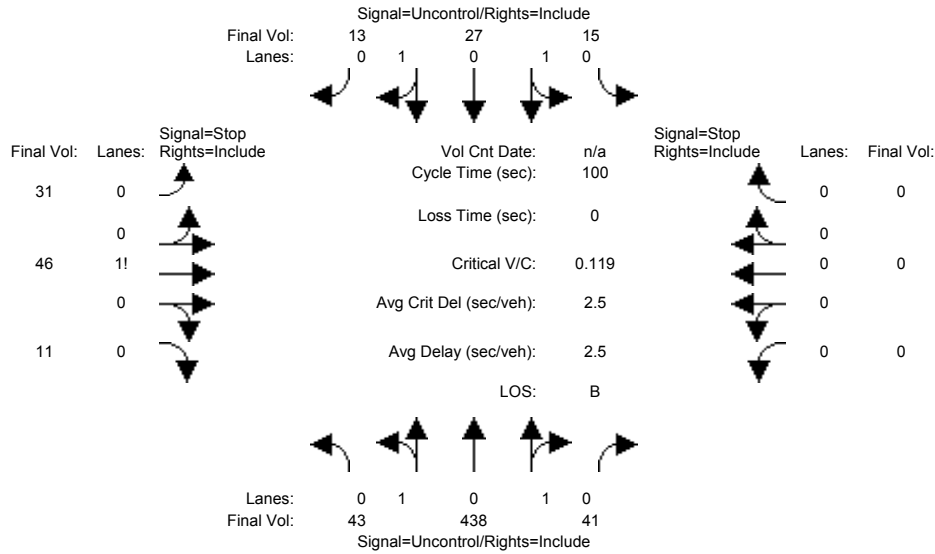 Signal=Uncontrol/Rights=Include
Final Vol: 13 27 15
Lanes: 0 1 0 1 0
Signal=Stop Signal=Stop
Final Vol: Lanes: Rights=Include Vol Cnt Date: n/a Rights=Include Lanes: Final Vol:
Cycle Time (sec): 100
31 0 0 0
Loss Time (sec): 0
0 0
46 1! Critical V/C: 0.119 0 0
0 Avg Crit Del (sec/veh): 2.5 0
11 0 Avg Delay (sec/veh): 2.5 0 0
LOS: B
Lanes: 0 1 0 1 0
Final Vol: 43 438 41
Signal=Uncontrol/Rights=Include